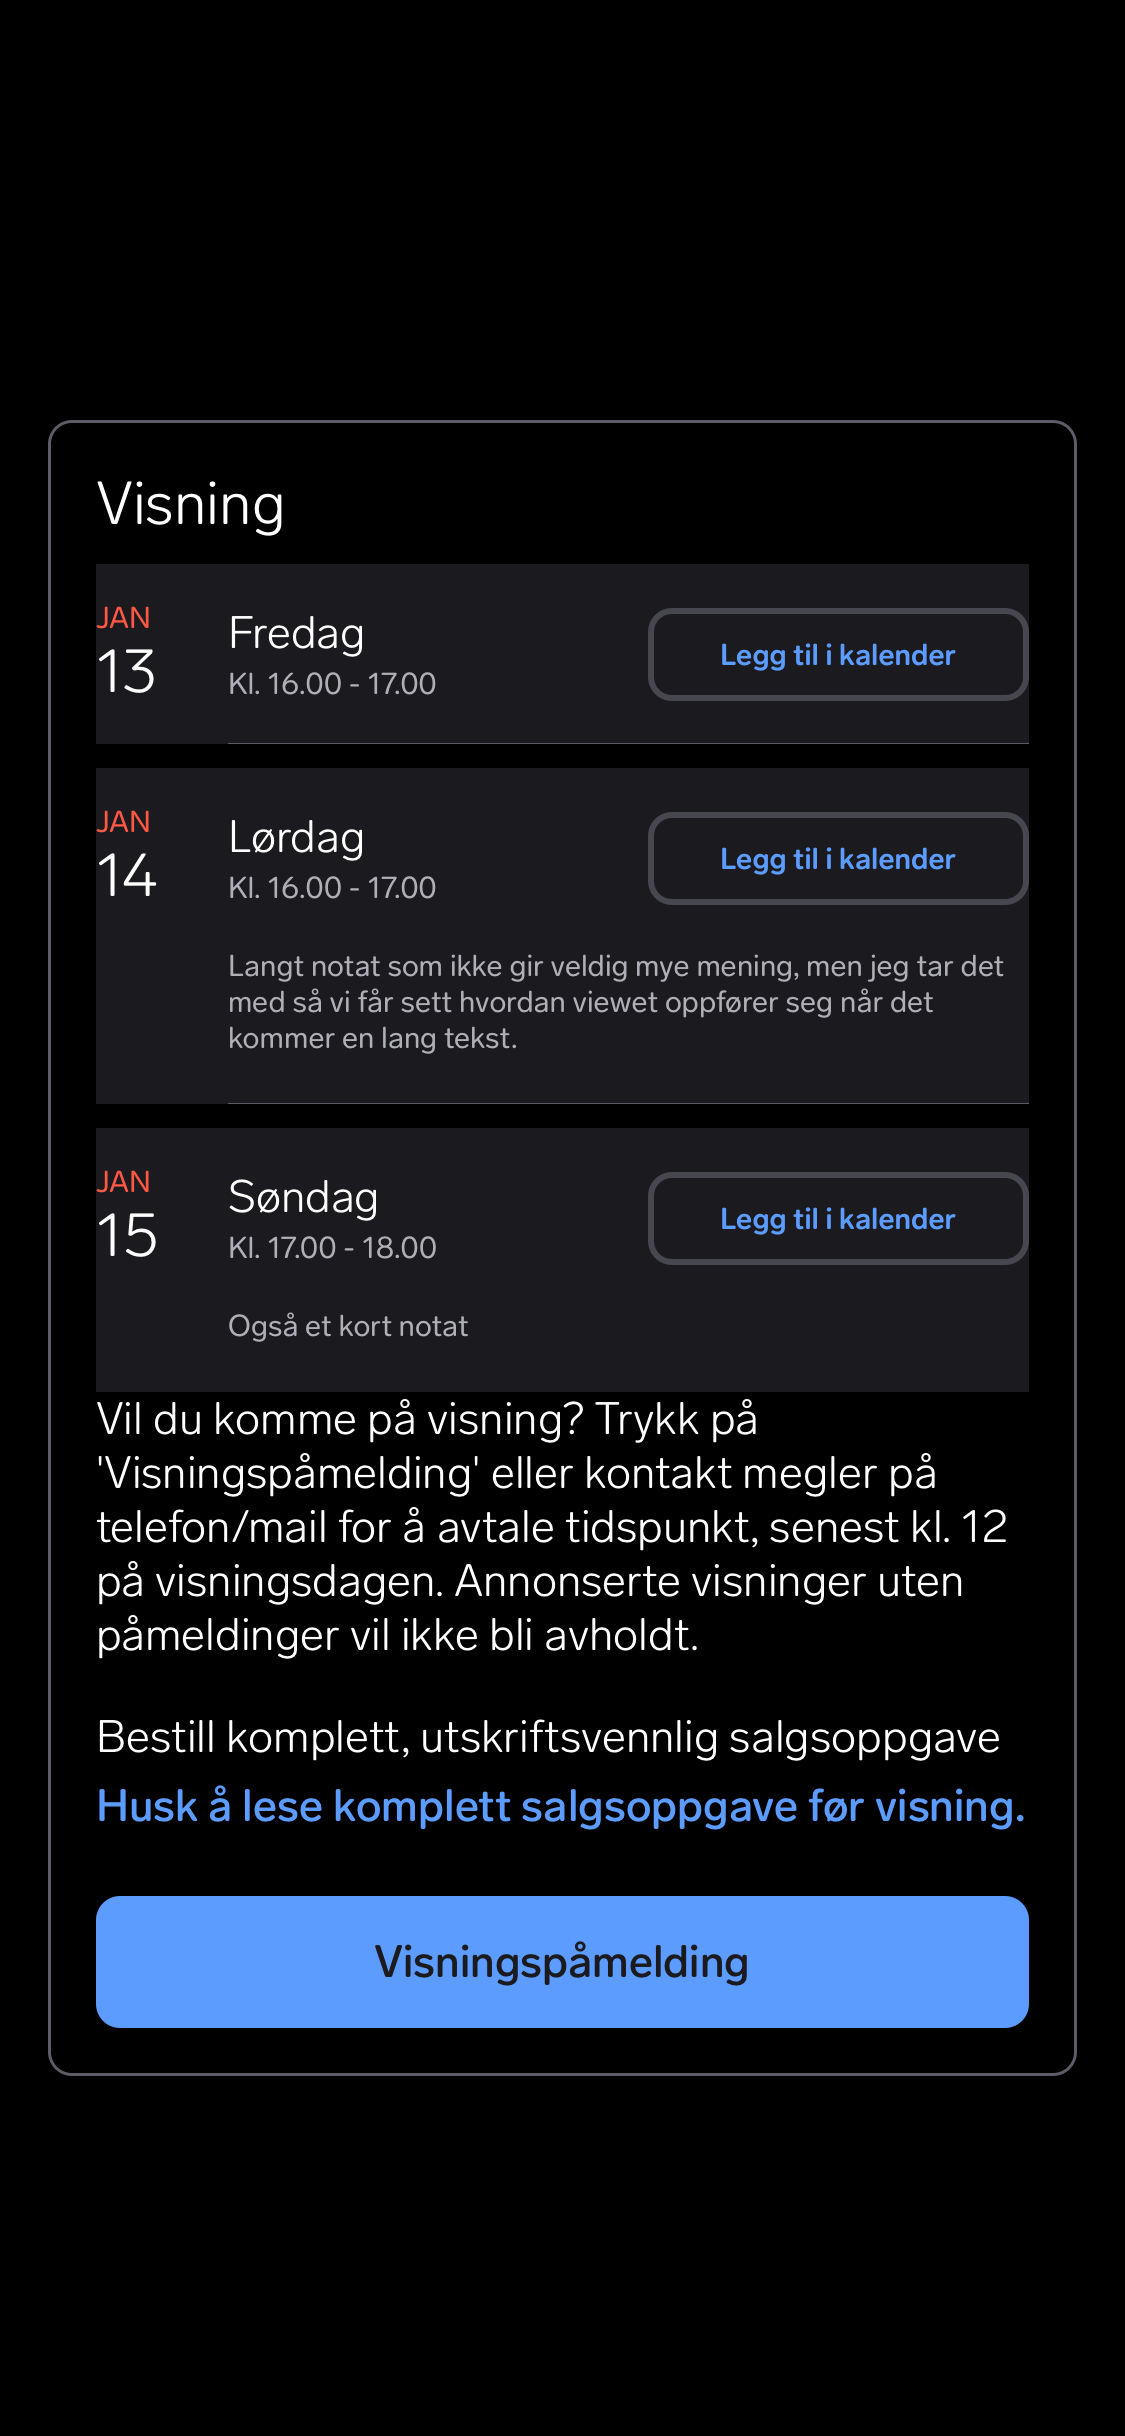 Visning
JAN
13
Fredag
Kl. 16.00 - 17.00
Legg til i kalender
JAN
14
Lørdag
Kl. 16.00 - 17.00
Legg til i kalender
Langt notat som ikke gir veldig mye mening, men jeg tar det
med så vi får sett hvordan viewet oppfører seg når det
kommer en lang tekst.
JAN
15
Søndag
Kl. 17.00 - 18.00
Legg til i kalender
Også et kort notat
Vil du komme på visning? Trykk på
'Visningspåmelding' eller kontakt megler på
telefon/mail for å avtale tidspunkt, senest kl. 12
på visningsdagen. Annonserte visninger uten
påmeldinger vil ikke bli avholdt.
Bestill komplett, utskriftsvennlig salgsoppgave
Husk å lese komplett salgsoppgave før visning.
Visningspåmelding